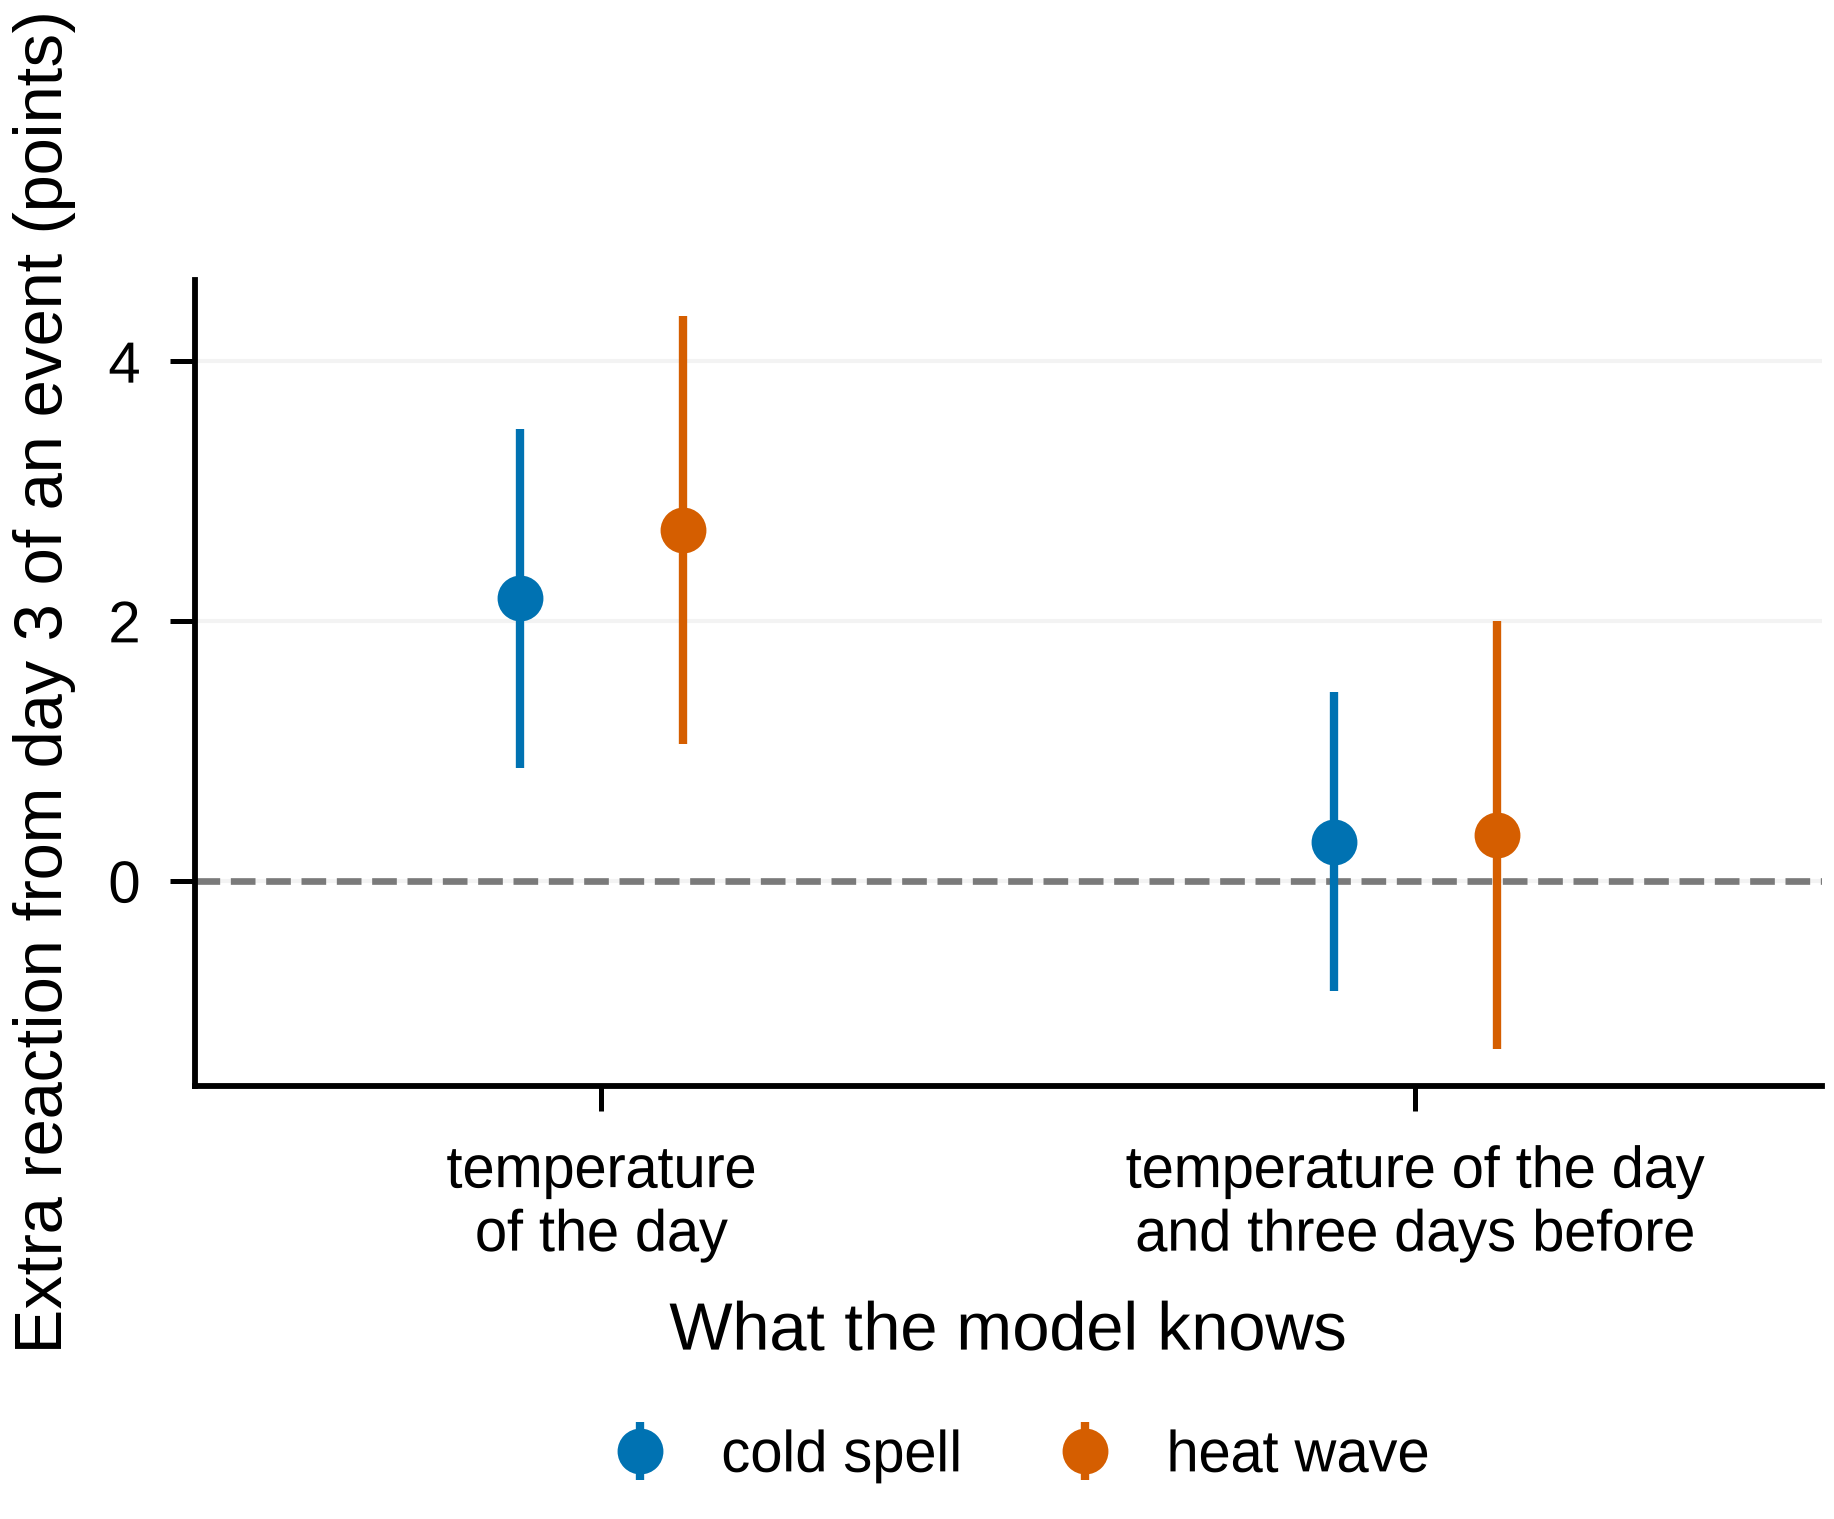 Extra reaction from day 3 of an event (points)
4
2
0
temperature
of the day
temperature of the day
and three days before
What the model knows
cold spell
heat wave